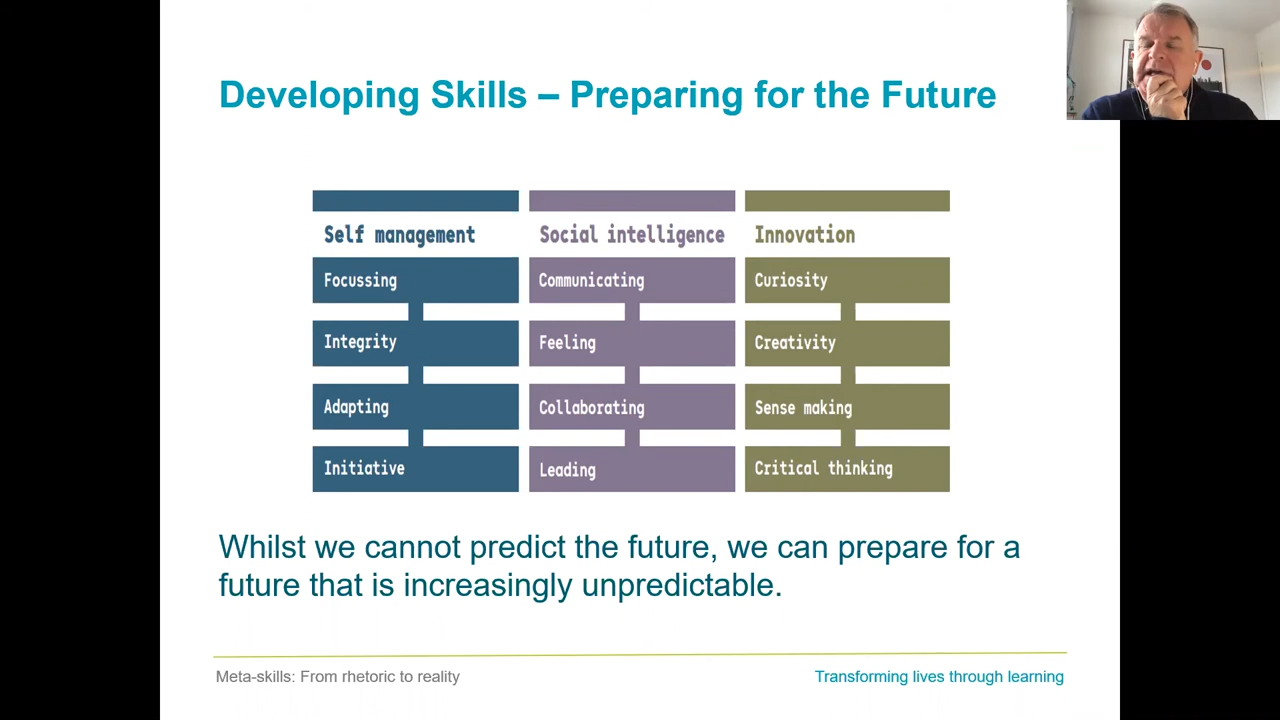 Developing Skills – Preparing for the Future
Self management
Focussing
Integrity
Adapting
Initiative
Social intelligence
Communicating
Feeling
Collaborating
Leading
Innovation
Curiosity
Creativity
Sense making
Critical thinking
Whilst we cannot predict the future, we can prepare for a
future that is increasingly unpredictable.
Meta-skills: From rhetoric to reality
Transforming lives through learning